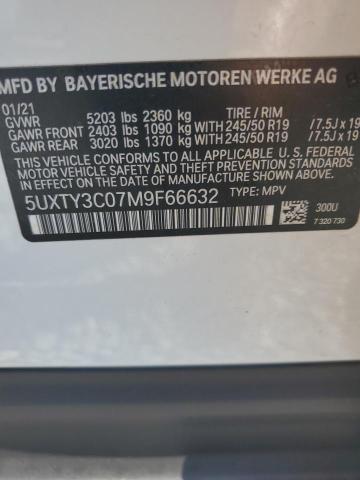 MFD BY BAYERISCHE MOTOREN WERKE AG
01/21
GVWR 5203 lbs 2360 kg TIRE / RIM
GAWR FRONT 2403 lbs 1090 kg WITH 245/50 R19 /7.5J x 19
GAWR REAR 3020 lbs 1370 kg WITH 245/50 R19 /7.5J x 19
THIS VEHICLE CONFORMS TO ALL APPLICABLE U.S. FEDERAL
MOTOR VEHICLE SAFETY, BUMPER, AND THEFT PREVENTION STANDARDS
IN EFFECT ON THE DATE OF MANUFACTURE SHOWN ABOVE.
5UXTY3C07M9F66632 TYPE: MPV
300U
7 320 730